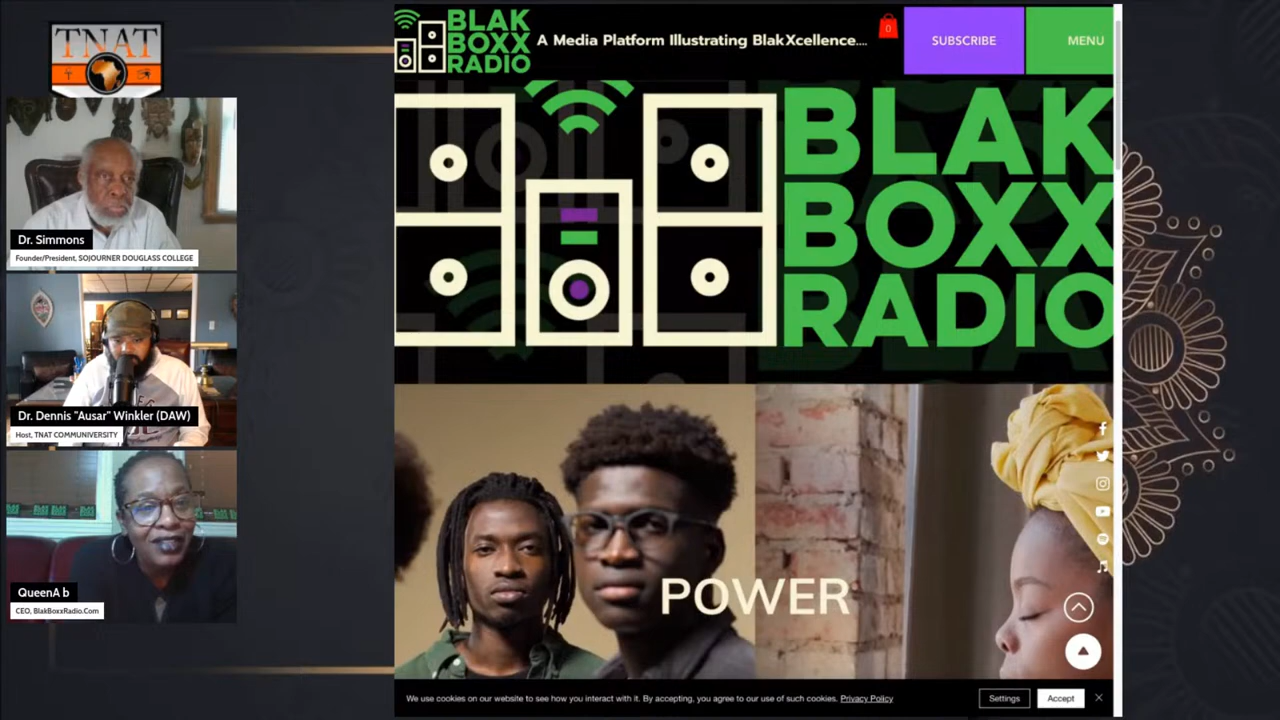 TNAT
Dr. Simmons
Founder/President, SOJOURNER DOUGLASS COLLEGE
Dr. Dennis "Ausar" Winkler (DAW)
Host, TNAT COMMUNIVERSITY
QueenA b
CEO, BlakBoxxRadio.Com
BLAK
BOXX
RADIO
A Media Platform Illustrating BlakXcellence....
0
SUBSCRIBE
MENU
BLAK
BOXX
RADIO
POWER
We use cookies on our website to see how you interact with it. By accepting, you agree to our use of such cookies. Privacy Policy
Settings
Accept